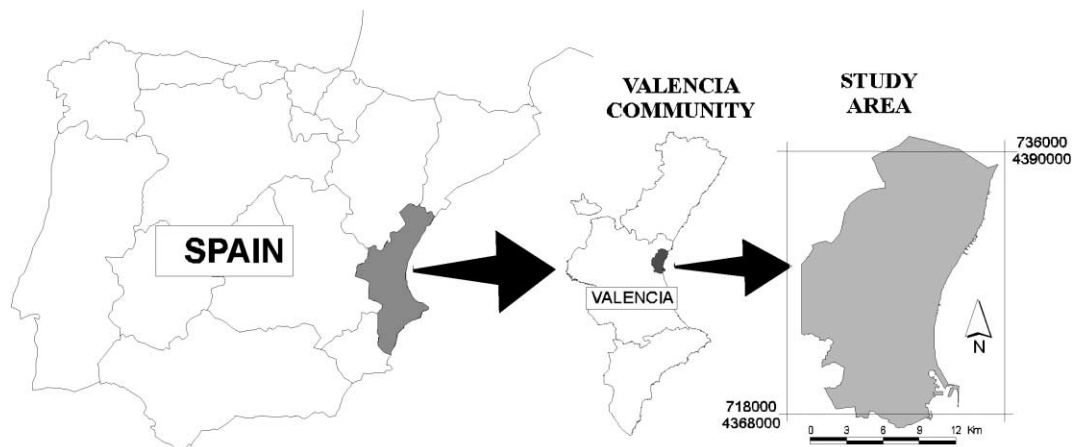 VALENCIA
COMMUNITY
STUDY
AREA
736000
4390000
SPAIN
VALENCIA
N
718000
4368000
0 3 6 9 12 Km